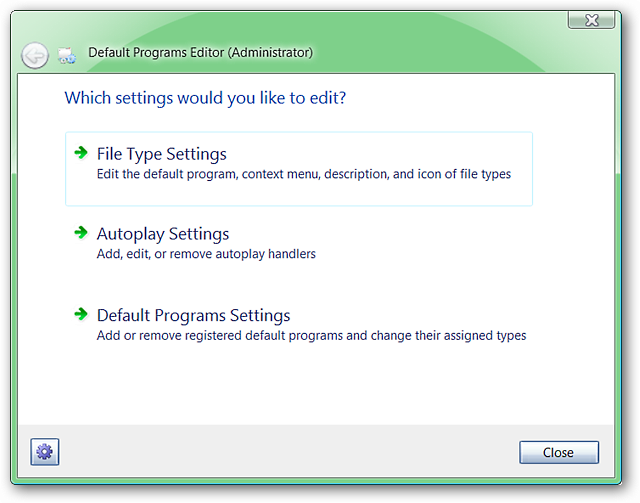 Default Programs Editor (Administrator)
Which settings would you like to edit?
File Type Settings
Edit the default program, context menu, description, and icon of file types
Autoplay Settings
Add, edit, or remove autoplay handlers
Default Programs Settings
Add or remove registered default programs and change their assigned types
Close